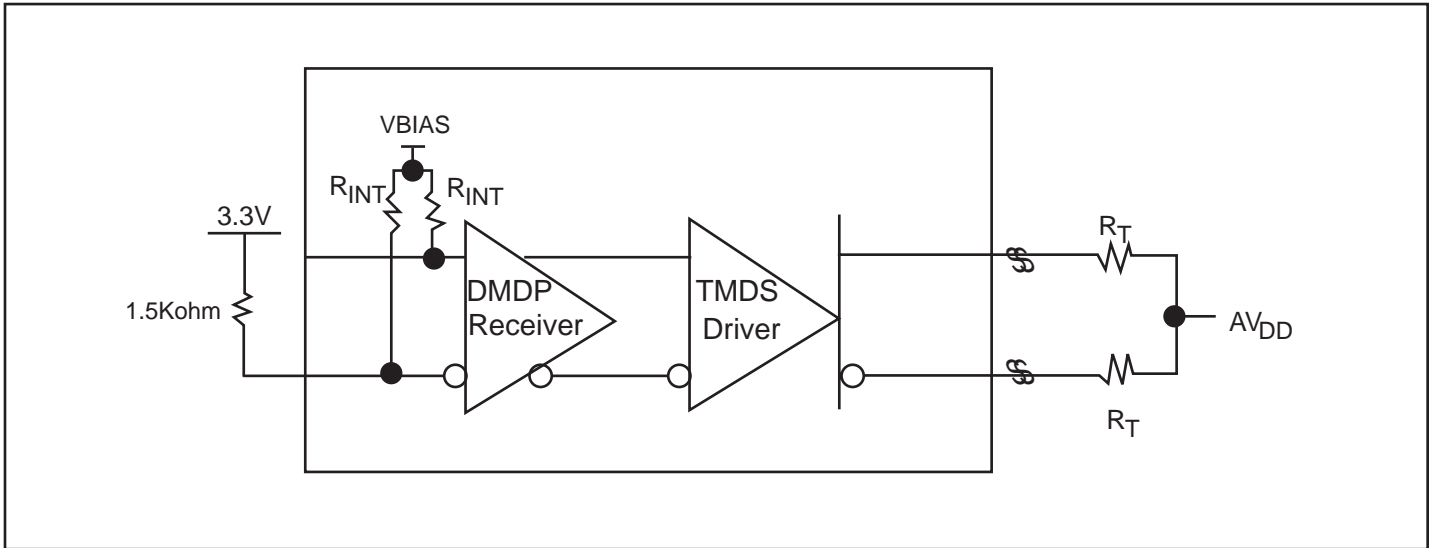 VBIAS
RINT
RINT
3.3V
1.5Kohm
DMDP
Receiver
TMDS
Driver
RT
AVDD
RT